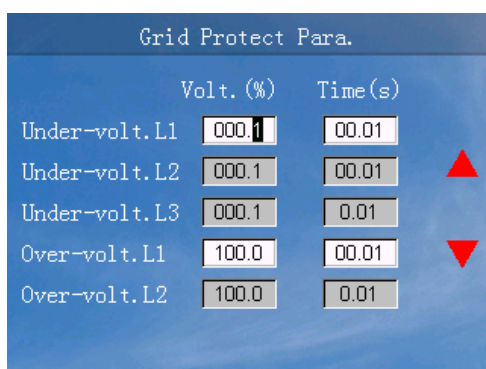 Grid Protect Para.
Volt.(%) Time(s)
Under-volt.L1 000.1 00.01
Under-volt.L2 000.1 00.01
Under-volt.L3 000.1 0.01
Over-volt.L1 100.0 00.01
Over-volt.L2 100.0 0.01